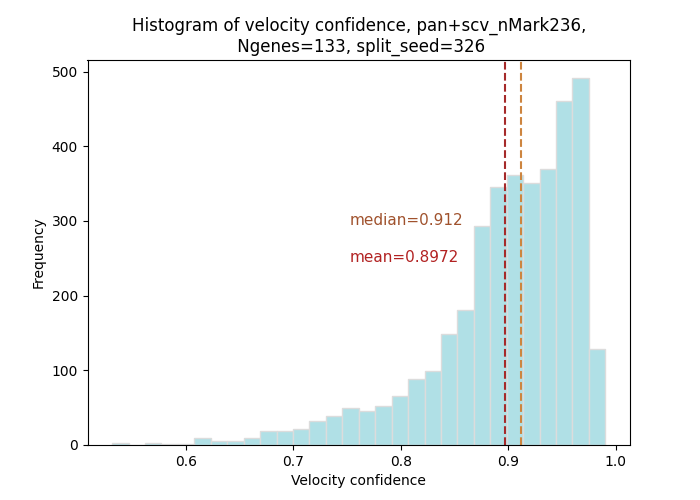 Histogram of velocity confidence, pan+scv_nMark236,
Ngenes=133, split_seed=326
500
400
300
200
100
0
Frequency
median=0.912
mean=0.8972
0.6 0.7 0.8 0.9 1.0
Velocity confidence